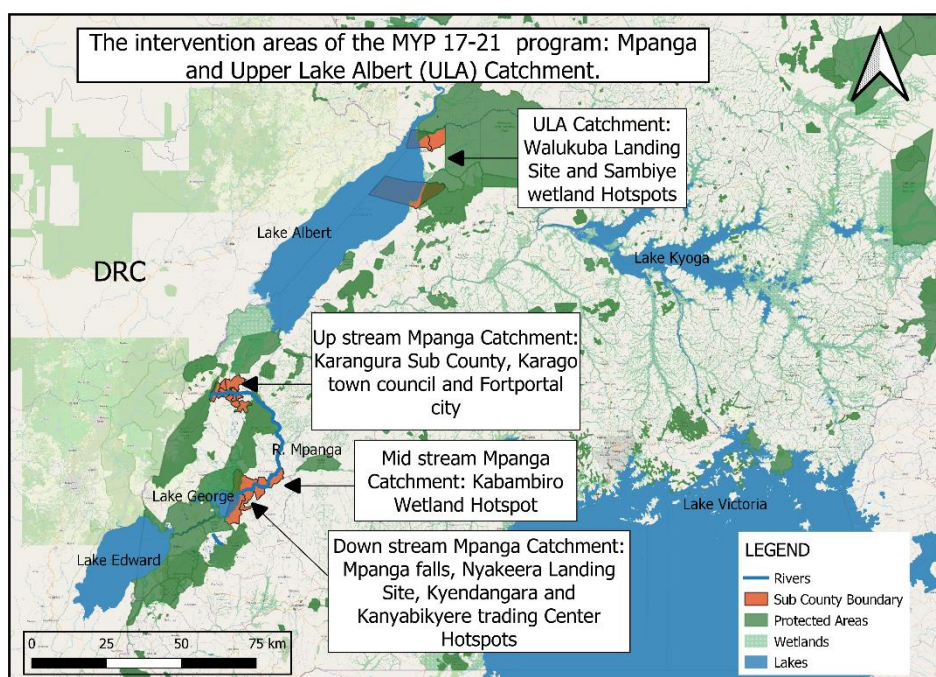 The intervention areas of the MYP 17-21 program: Mpanga
and Upper Lake Albert (ULA) Catchment.
ULA Catchment:
Walukuba Landing
Site and Sambiye
wetland Hotspots
Lake Albert
Lake Kyoga
DRC
Up stream Mpanga Catchment:
Karangura Sub County, Karago
town council and Fortportal
city
R. Mpanga
Mid stream Mpanga
Catchment: Kabambiro
Wetland Hotspot
Lake George
Lake Victoria
Lake Edward
Down stream Mpanga Catchment:
Mpanga falls, Nyakeera Landing
Site, Kyendangara and
Kanyabikyere trading Center
Hotspots
LEGEND
Rivers
Sub County Boundary
Protected Areas
Wetlands
Lakes
0 25 50 75 km